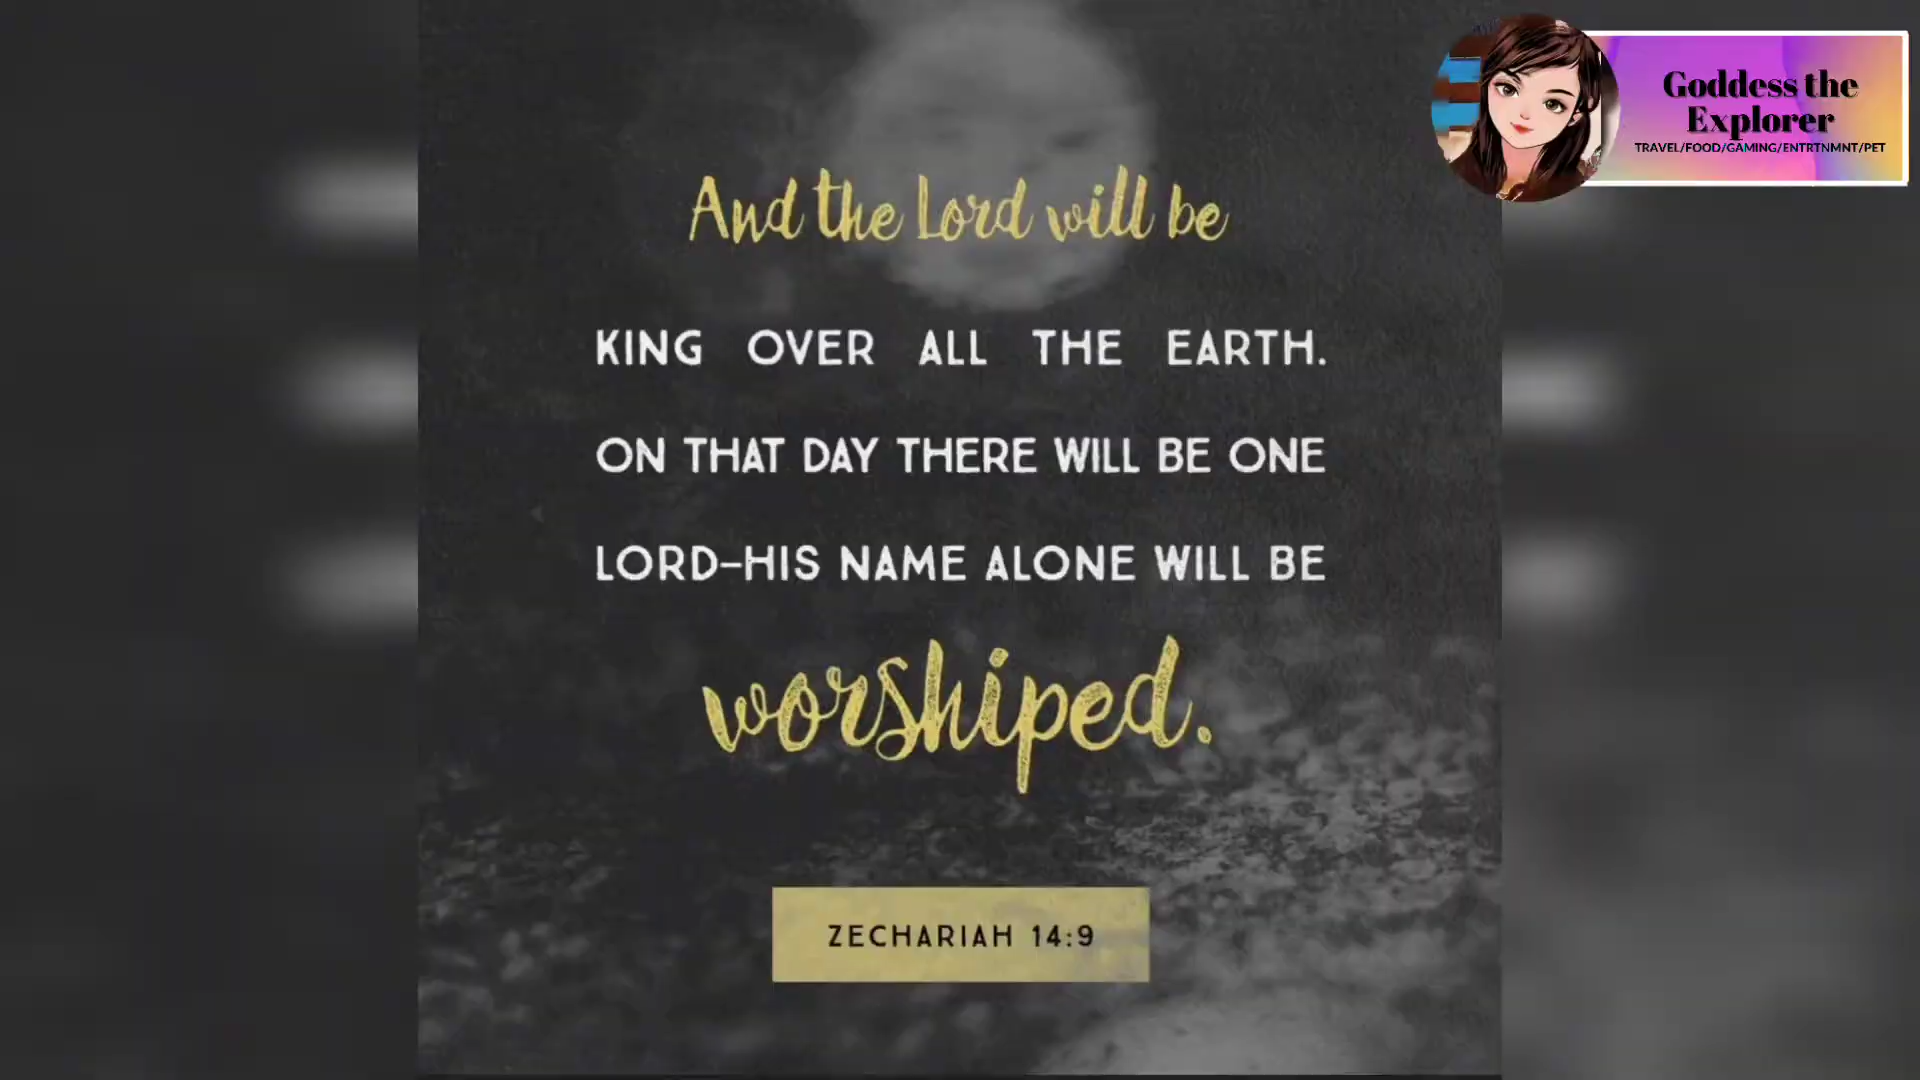 And the Lord will be
KING OVER ALL THE EARTH.
ON THAT DAY THERE WILL BE ONE
LORD–HIS NAME ALONE WILL BE
worshiped.
ZECHARIAH 14:9
Goddess the
Explorer
TRAVEL/FOOD/GAMING/ENTRTNMNT/PET